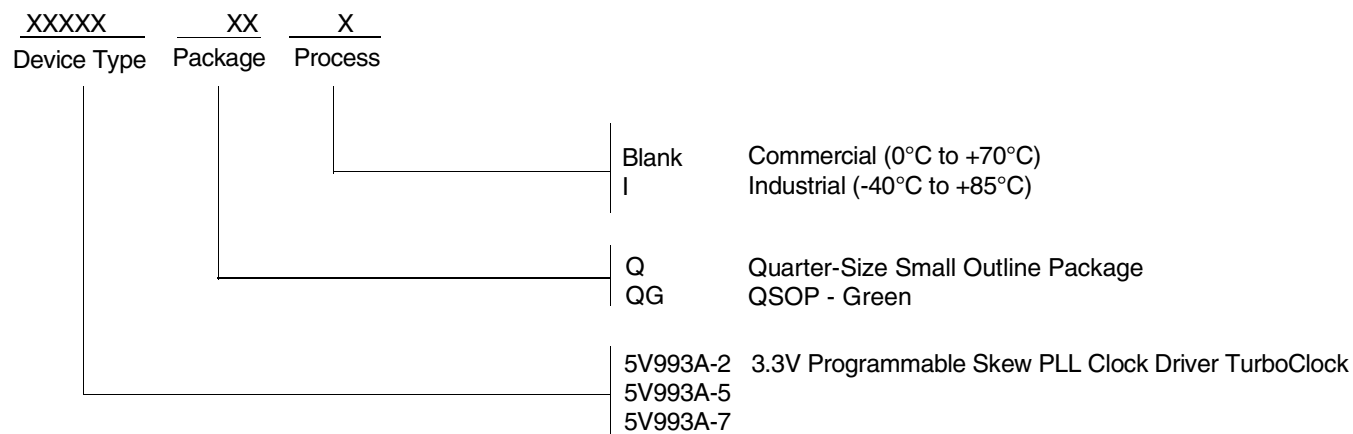 XXXXX XX X
Device Type Package Process
Blank Commercial (0°C to +70°C)
I Industrial (-40°C to +85°C)
Q Quarter-Size Small Outline Package
QG QSOP - Green
5V993A-2 3.3V Programmable Skew PLL Clock Driver TurboClock
5V993A-5
5V993A-7